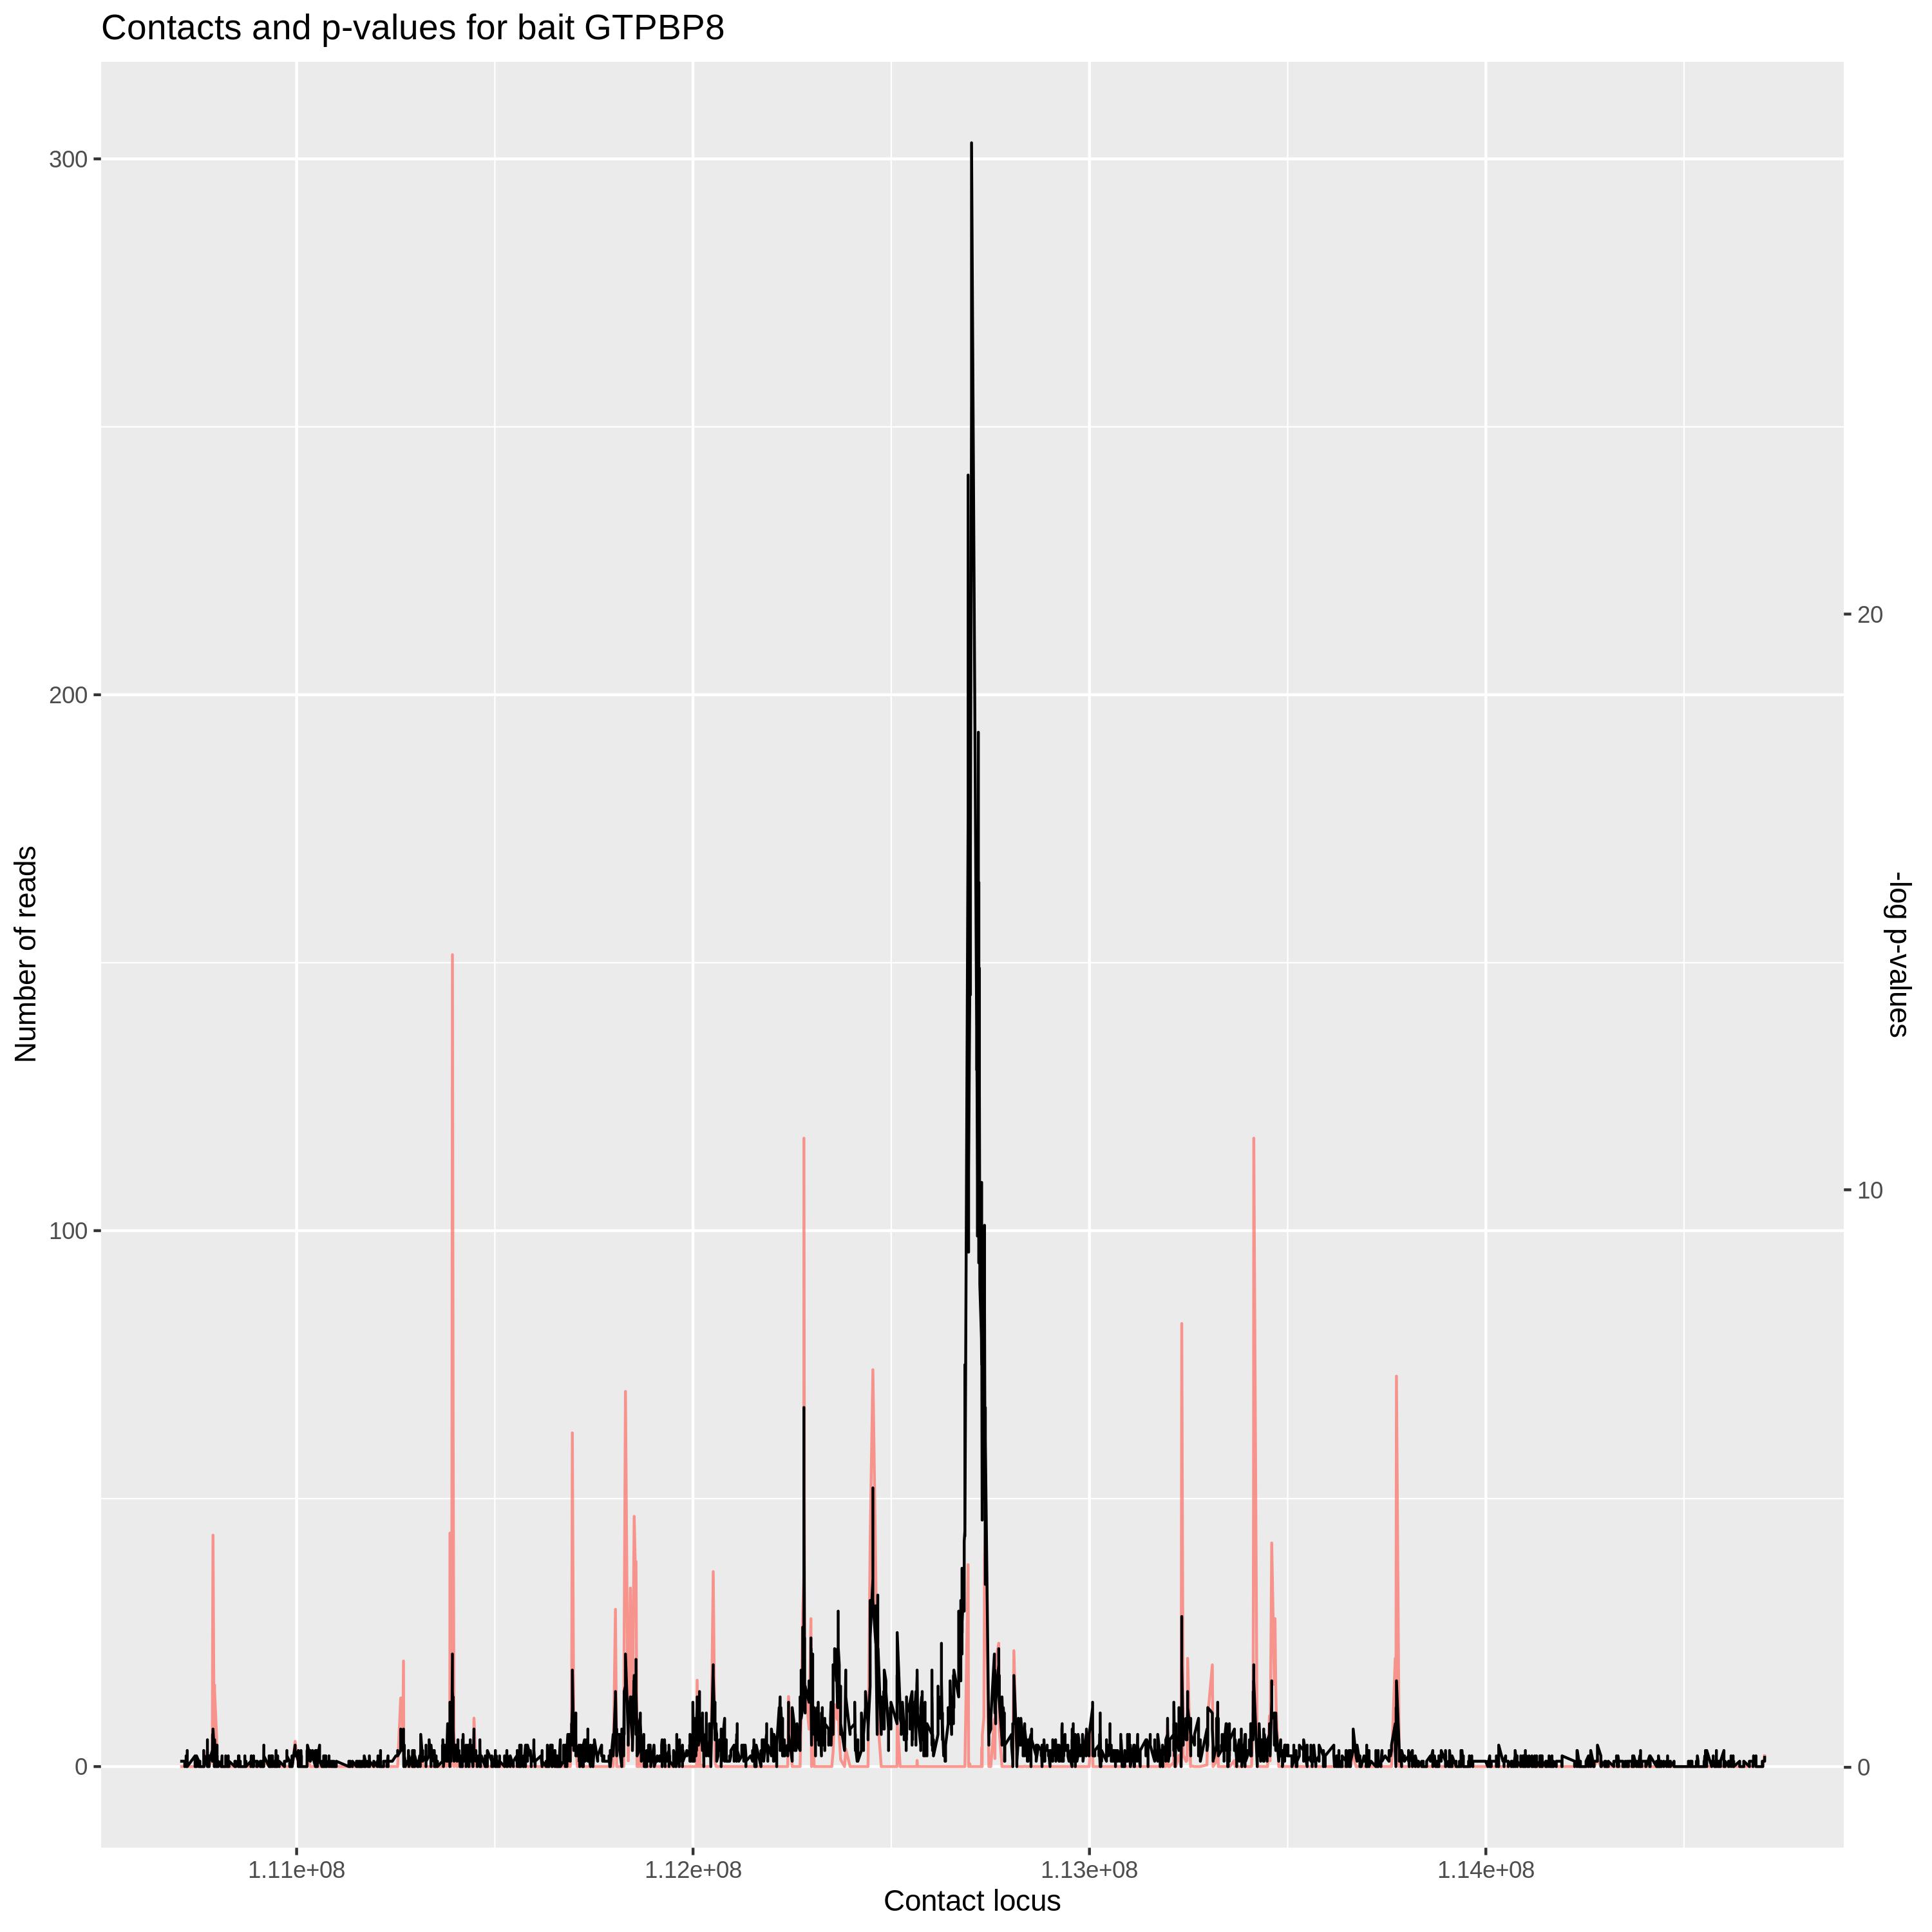 Contacts and p-values for bait GTPBP8
300
200
100
0
20
10
0
Number of reads
-log p-values
1.11e+08
1.12e+08
1.13e+08
1.14e+08
Contact locus